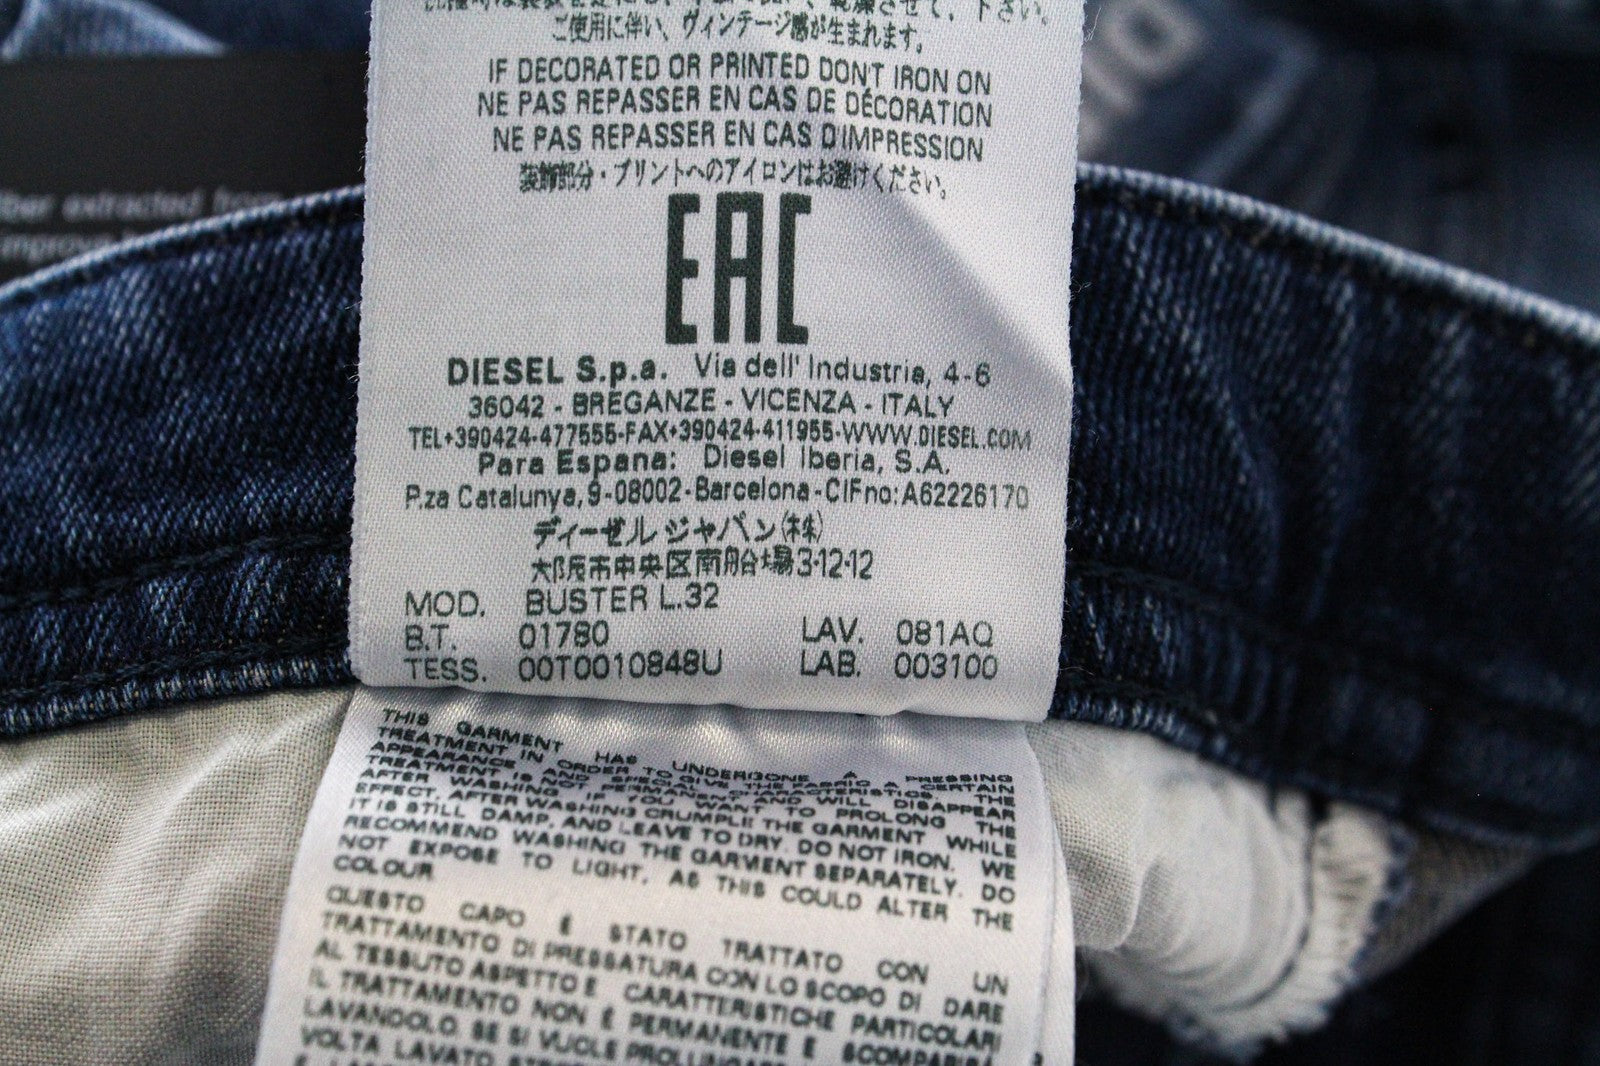 ご使用に伴い、ヴィンテージ感が生まれます。
IF DECORATED OR PRINTED DON'T IRON ON
NE PAS REPASSER EN CAS DE DÉCORATION
NE PAS REPASSER EN CAS D'IMPRESSION
装飾部分・プリントへのアイロンはお避けください。
EAC
DIESEL S.p.a. Via dell' Industria, 4-6
36042 - BREGANZE - VICENZA - ITALY
TEL+390424-477555-FAX+390424-411955-WWW.DIESEL.COM
Para Espana: Diesel Iberia, S.A.
P.za Catalunya, 9-08002-Barcelona-CIFno: A62226170
ディーゼル ジャパン(株)
大阪市中央区南船台場3-12-12
MOD. BUSTER L.32
B.T. 01780 LAV. 081AQ
TESS. 00T0010848U LAB. 003100
THIS GARMENT HAS UNDERGONE A PRESSING
TREATMENT IN ORDER TO GIVE THE FABRIC A CERTAIN
APPEARANCE AND SPECIAL CHARACTERISTICS. THE
TREATMENT IS NOT PERMANENT AND WILL DISAPPEAR
AFTER WASHING. IF YOU WANT TO PROLONG THE
EFFECT, AFTER WASHING CRUMPLE THE GARMENT WHILE
IT IS STILL DAMP, AND LEAVE TO DRY. DO NOT IRON. WE
RECOMMEND WASHING THE GARMENT SEPARATELY. DO
NOT EXPOSE TO LIGHT, AS THIS COULD ALTER THE
COLOUR
QUESTO CAPO È STATO TRATTATO CON UN
TRATTAMENTO DI PRESSATURA CON LO SCOPO DI DARE
AL TESSUTO ASPETTO E CARATTERISTICHE PARTICOLARI
IL TRATTAMENTO NON È PERMANENTE E SCOMPARIRÀ
LAVANDOLO SE SI VUOLE
VOLTA LAVATO
extracted